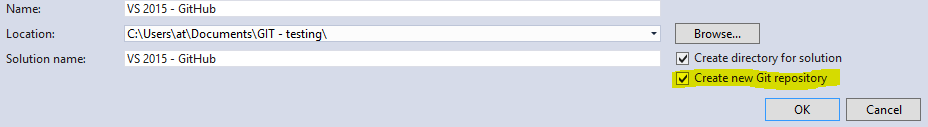 Name: VS 2015 - GitHub
Location: C:\Users\at\Documents\GIT - testing\ Browse...
Solution name: VS 2015 - GitHub Create directory for solution
Create new Git repository
OK Cancel